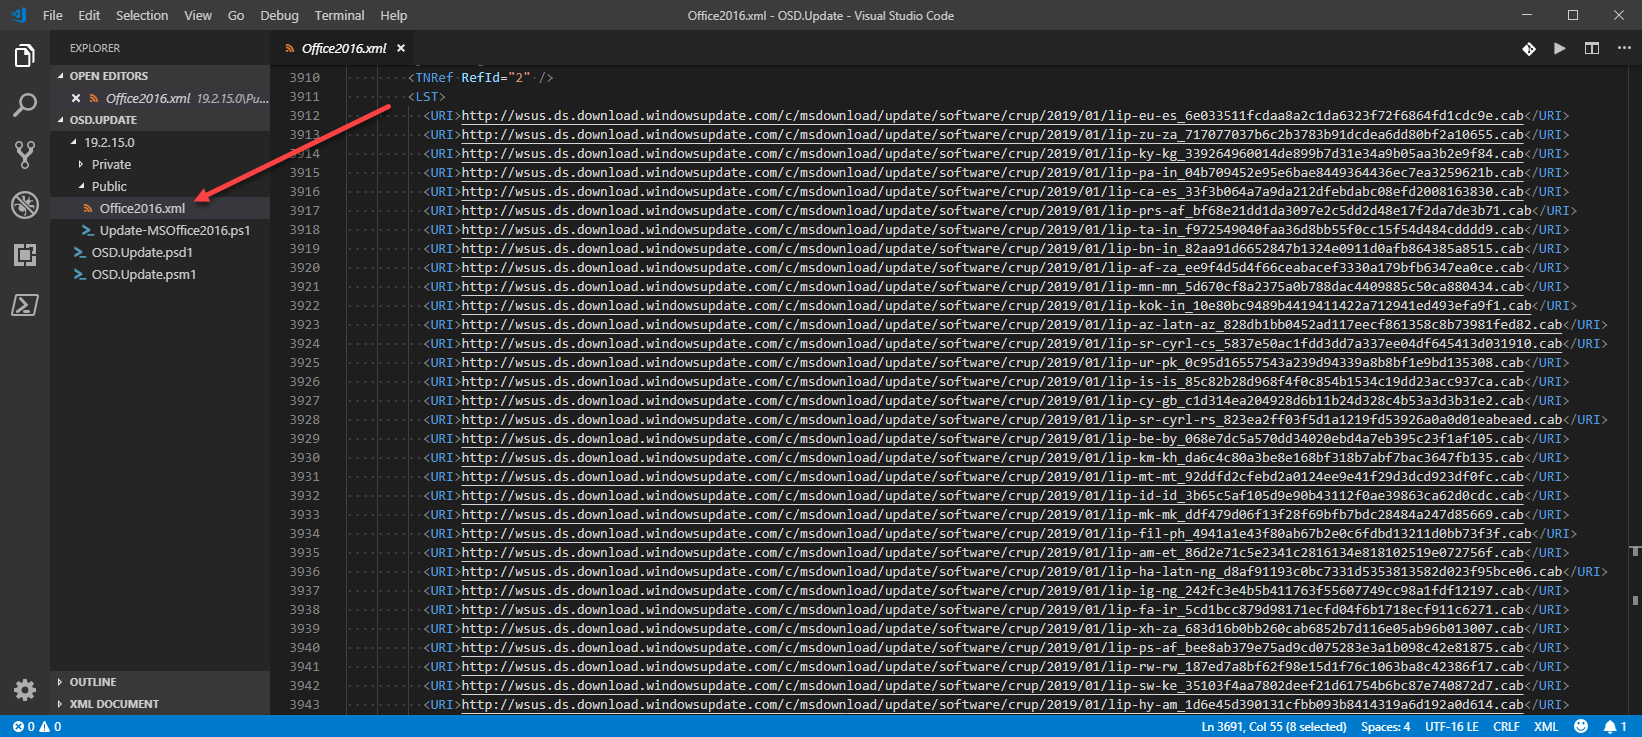 File Edit Selection View Go Debug Terminal Help
Office2016.xml - OSD.Update - Visual Studio Code
EXPLORER
OPEN EDITORS
Office2016.xml 19.2.15.0\Pu...
OSD.UPDATE
19.2.15.0
Private
Public
Office2016.xml
Update-MSOffice2016.ps1
OSD.Update.psd1
OSD.Update.psm1
OUTLINE
XML DOCUMENT
Office2016.xml
3910 <TNRef RefId="2" />
3911 <LST>
3912 <URI>http://wsus.ds.download.windowsupdate.com/c/msdownload/update/software/crup/2019/01/lip-eu-es_6e033511fcdaa8a2c1da6323f72f6864fd1cdc9e.cab</URI>
3913 <URI>http://wsus.ds.download.windowsupdate.com/c/msdownload/update/software/crup/2019/01/lip-zu-za_717077037b6c2b3783b91dcdea6dd80bf2a10655.cab</URI>
3914 <URI>http://wsus.ds.download.windowsupdate.com/c/msdownload/update/software/crup/2019/01/lip-ky-kg_339264960014de899b7d31e34a9b05aa3b2e9f84.cab</URI>
3915 <URI>http://wsus.ds.download.windowsupdate.com/c/msdownload/update/software/crup/2019/01/lip-pa-in_04b709452e95e6bae8449364436ec7ea3259621b.cab</URI>
3916 <URI>http://wsus.ds.download.windowsupdate.com/c/msdownload/update/software/crup/2019/01/lip-ca-es_33f3b064a7a9da212dfebdabc08efd2008163830.cab</URI>
3917 <URI>http://wsus.ds.download.windowsupdate.com/c/msdownload/update/software/crup/2019/01/lip-prs-af_bf68e21dd1da3097e2c5dd2d48e17f2da7de3b71.cab</URI>
3918 <URI>http://wsus.ds.download.windowsupdate.com/c/msdownload/update/software/crup/2019/01/lip-ta-in_f972549040faa36d8bb55f0cc15f54d484cdddd9.cab</URI>
3919 <URI>http://wsus.ds.download.windowsupdate.com/c/msdownload/update/software/crup/2019/01/lip-bn-in_82aa91d6652847b1324e0911d0afb864385a8515.cab</URI>
3920 <URI>http://wsus.ds.download.windowsupdate.com/c/msdownload/update/software/crup/2019/01/lip-af-za_ee9f4d5d4f66ceabacef3330a179bfb6347ea0ce.cab</URI>
3921 <URI>http://wsus.ds.download.windowsupdate.com/c/msdownload/update/software/crup/2019/01/lip-mn-mn_5d670cf8a2375a0b788dac4409885c50ca880434.cab</URI>
3922 <URI>http://wsus.ds.download.windowsupdate.com/c/msdownload/update/software/crup/2019/01/lip-kok-in_10e80bc9489b4419411422a712941ed493efa9f1.cab</URI>
3923 <URI>http://wsus.ds.download.windowsupdate.com/c/msdownload/update/software/crup/2019/01/lip-az-latn-az_828db1bb0452ad117eecf861358c8b73981fed82.cab</URI>
3924 <URI>http://wsus.ds.download.windowsupdate.com/c/msdownload/update/software/crup/2019/01/lip-sr-cyrl-cs_5837e50ac1fdd3dd7a337ee04df645413d031910.cab</URI>
3925 <URI>http://wsus.ds.download.windowsupdate.com/c/msdownload/update/software/crup/2019/01/lip-ur-pk_0c95d16557543a239d94339a8b8bf1e9bd135308.cab</URI>
3926 <URI>http://wsus.ds.download.windowsupdate.com/c/msdownload/update/software/crup/2019/01/lip-is-is_85c82b28d968f4f0c854b1534c19dd23acc937ca.cab</URI>
3927 <URI>http://wsus.ds.download.windowsupdate.com/c/msdownload/update/software/crup/2019/01/lip-cy-gb_c1d314ea204928d6b11b24d328c4b53a3d3b31e2.cab</URI>
3928 <URI>http://wsus.ds.download.windowsupdate.com/c/msdownload/update/software/crup/2019/01/lip-sr-cyrl-rs_823ea2ff03f5d1a1219fd53926a0a0d01eabeaed.cab</URI>
3929 <URI>http://wsus.ds.download.windowsupdate.com/c/msdownload/update/software/crup/2019/01/lip-be-by_068e7dc5a570dd34020ebd4a7eb395c23f1af105.cab</URI>
3930 <URI>http://wsus.ds.download.windowsupdate.com/c/msdownload/update/software/crup/2019/01/lip-km-kh_da6c4c80a3be8e168bf318b7abf7bac3647fb135.cab</URI>
3931 <URI>http://wsus.ds.download.windowsupdate.com/c/msdownload/update/software/crup/2019/01/lip-mt-mt_92ddfd2cfebd2a0124ee9e41f29d3dcd923df0fc.cab</URI>
3932 <URI>http://wsus.ds.download.windowsupdate.com/c/msdownload/update/software/crup/2019/01/lip-id-id_3b65c5af105d9e90b43112f0ae39863ca62d0cdc.cab</URI>
3933 <URI>http://wsus.ds.download.windowsupdate.com/c/msdownload/update/software/crup/2019/01/lip-mk-mk_ddf479d06f13f28f69bfb7bdc28484a247d85669.cab</URI>
3934 <URI>http://wsus.ds.download.windowsupdate.com/c/msdownload/update/software/crup/2019/01/lip-fil-ph_4941a1e43f80ab67b2e0c6fdbd13211d0bb73f3f.cab</URI>
3935 <URI>http://wsus.ds.download.windowsupdate.com/c/msdownload/update/software/crup/2019/01/lip-am-et_86d2e71c5e2341c2816134e818102519e072756f.cab</URI>
3936 <URI>http://wsus.ds.download.windowsupdate.com/c/msdownload/update/software/crup/2019/01/lip-ha-latn-ng_d8af91193c0bc7331d5353813582d023f95bce06.cab</URI>
3937 <URI>http://wsus.ds.download.windowsupdate.com/c/msdownload/update/software/crup/2019/01/lip-ig-ng_242fc3e4b5b411763f55607749cc98a1fdf12197.cab</URI>
3938 <URI>http://wsus.ds.download.windowsupdate.com/c/msdownload/update/software/crup/2019/01/lip-fa-ir_5cd1bcc879d98171ecfd04f6b1718ecf911c6271.cab</URI>
3939 <URI>http://wsus.ds.download.windowsupdate.com/c/msdownload/update/software/crup/2019/01/lip-xh-za_683d16b0bb260cab6852b7d116e05ab96b013007.cab</URI>
3940 <URI>http://wsus.ds.download.windowsupdate.com/c/msdownload/update/software/crup/2019/01/lip-ps-af_bee8ab379e75ad9cd075283e3a1b098c42e81875.cab</URI>
3941 <URI>http://wsus.ds.download.windowsupdate.com/c/msdownload/update/software/crup/2019/01/lip-rw-rw_187ed7a8bf62f98e15d1f76c1063ba8c42386f17.cab</URI>
3942 <URI>http://wsus.ds.download.windowsupdate.com/c/msdownload/update/software/crup/2019/01/lip-sw-ke_35103f4aa7802deef21d61754b6bc87e740872d7.cab</URI>
3943 <URI>http://wsus.ds.download.windowsupdate.com/c/msdownload/update/software/crup/2019/01/lip-hy-am_1d6e45d390131cfbb093b8414319a6d192a0d614.cab</URI>
0 0
Ln 3691, Col 55 (8 selected) Spaces: 4 UTF-16 LE CRLF XML 1